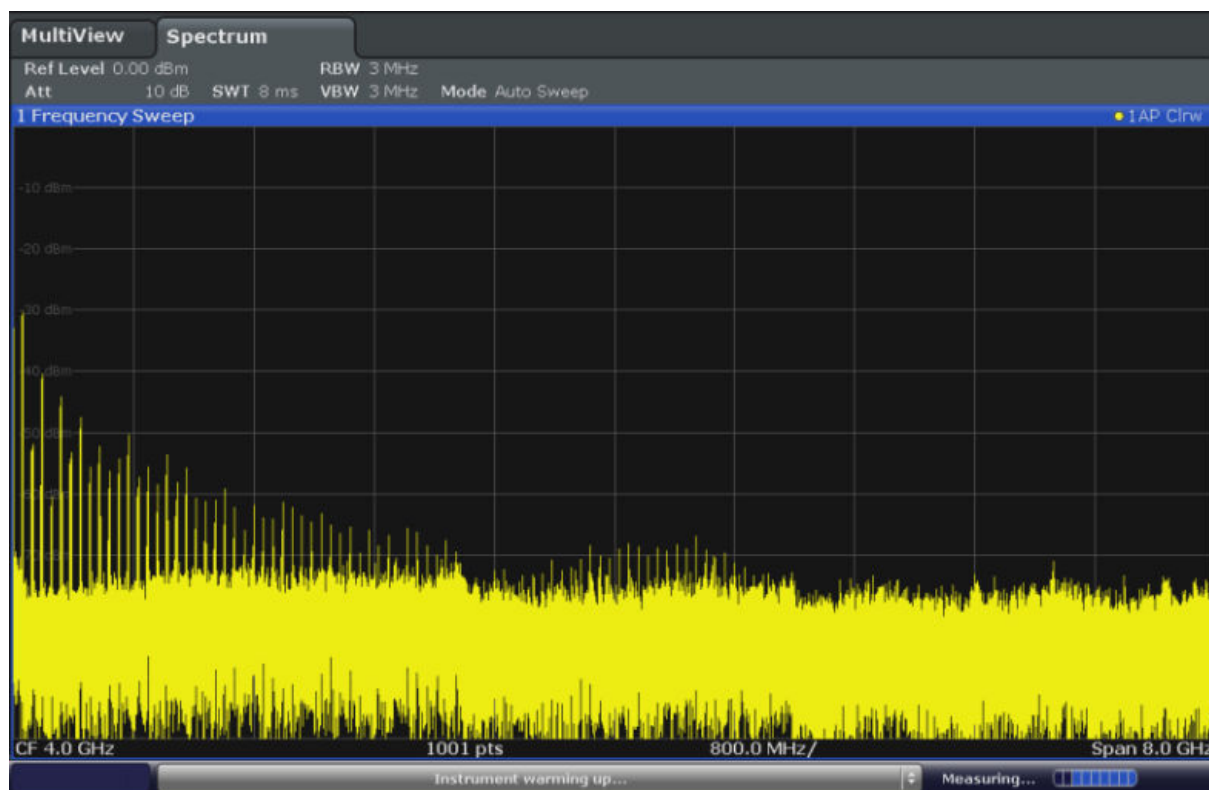 MultiView Spectrum
Ref Level 0.00 dBm RBW 3 MHz
Att 10 dB SWT 8 ms VBW 3 MHz Mode Auto Sweep
1 Frequency Sweep 1AP Clrw
-10 dBm
-20 dBm
-30 dBm
-40 dBm
-50 dBm
CF 4.0 GHz 1001 pts 800.0 MHz/ Span 8.0 GHz
Instrument warming up... Measuring...